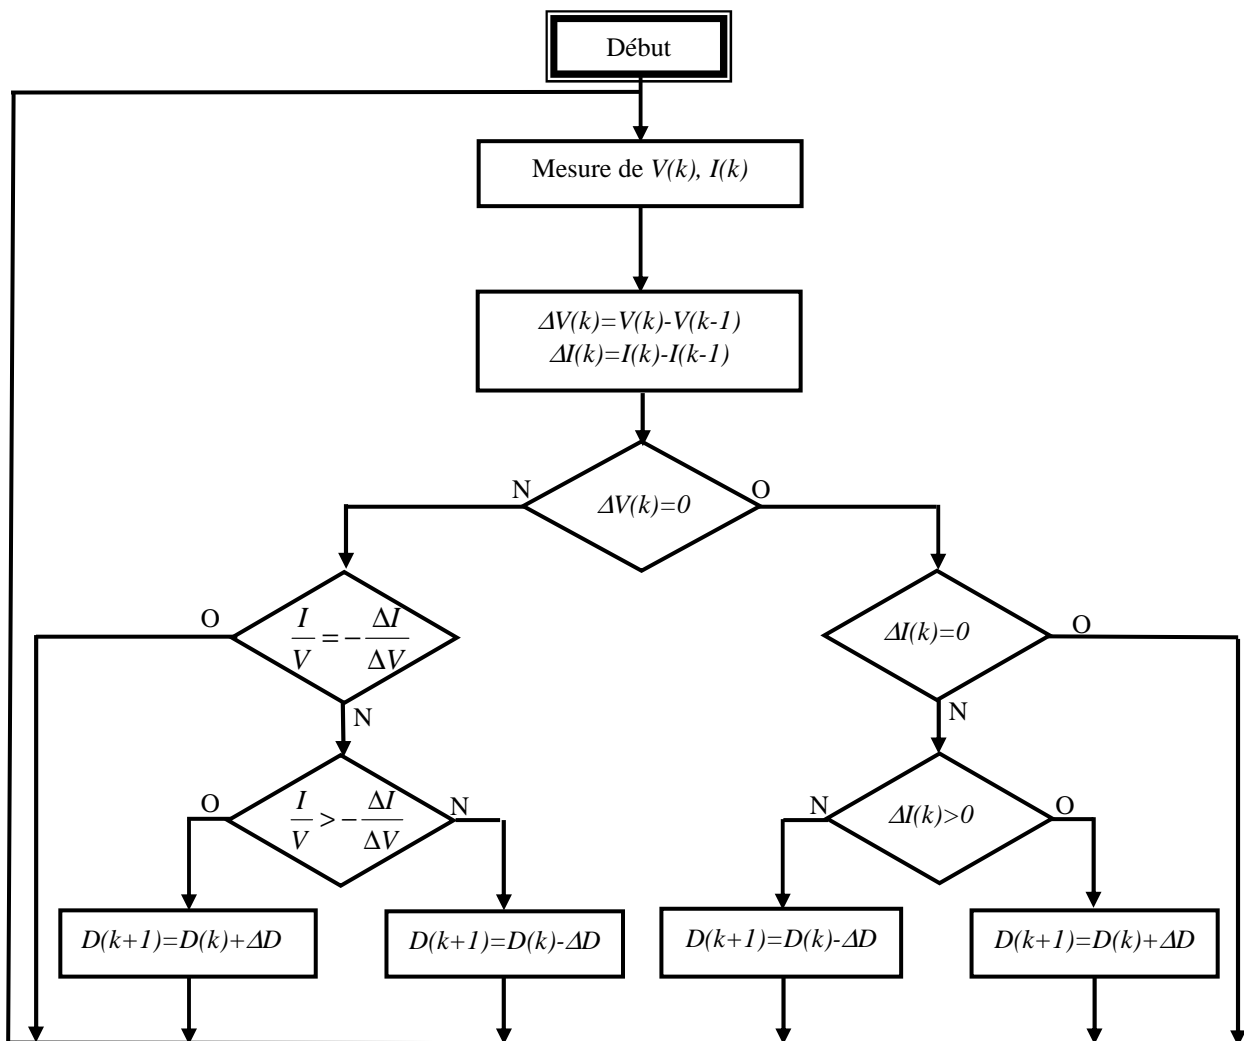 Début
Mesure de V(k), I(k)
ΔV(k)=V(k)-V(k-1)
ΔI(k)=I(k)-I(k-1)
N
ΔV(k)=0
O
O
I/V = -ΔI/ΔV
N
ΔI(k)=0
O
N
O
I/V > -ΔI/ΔV
N
N
ΔI(k)>0
O
D(k+1)=D(k)+ΔD
D(k+1)=D(k)-ΔD
D(k+1)=D(k)-ΔD
D(k+1)=D(k)+ΔD